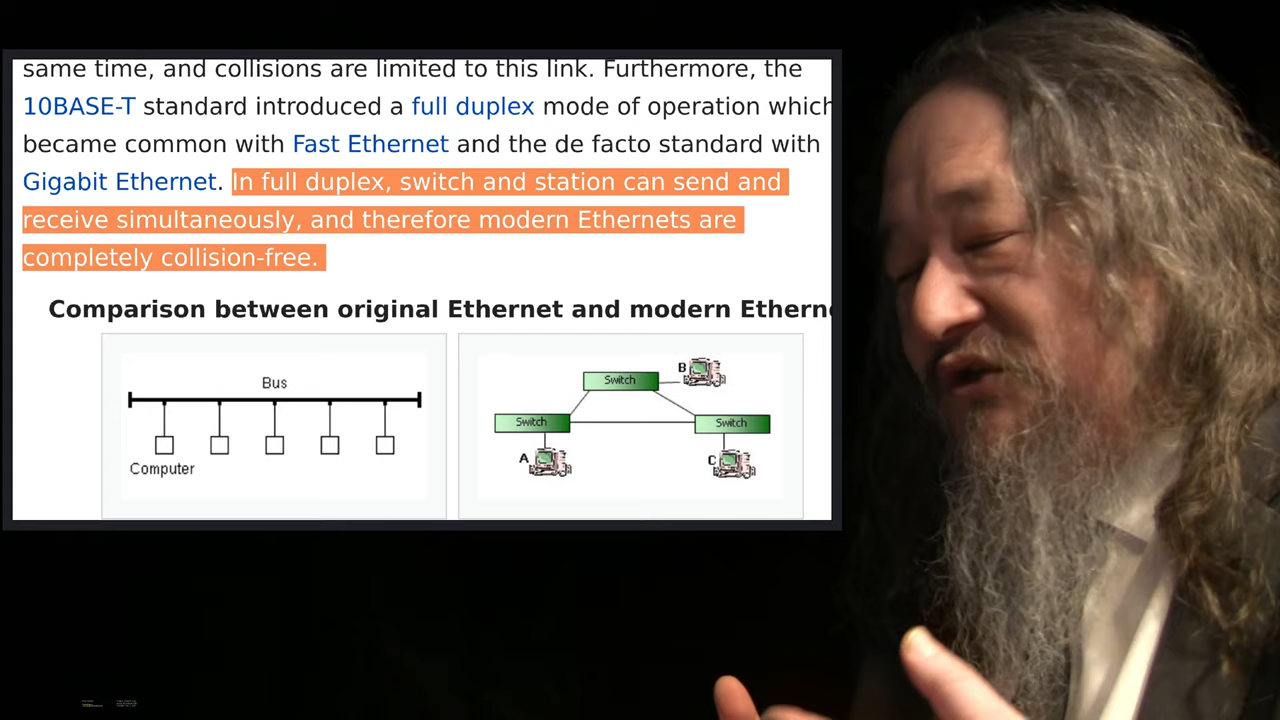 same time, and collisions are limited to this link. Furthermore, the
10BASE-T standard introduced a full duplex mode of operation which
became common with Fast Ethernet and the de facto standard with
Gigabit Ethernet. In full duplex, switch and station can send and
receive simultaneously, and therefore modern Ethernets are
completely collision-free.
Comparison between original Ethernet and modern Ethern
Bus
Computer
Switch
B
Switch
Switch
A
C